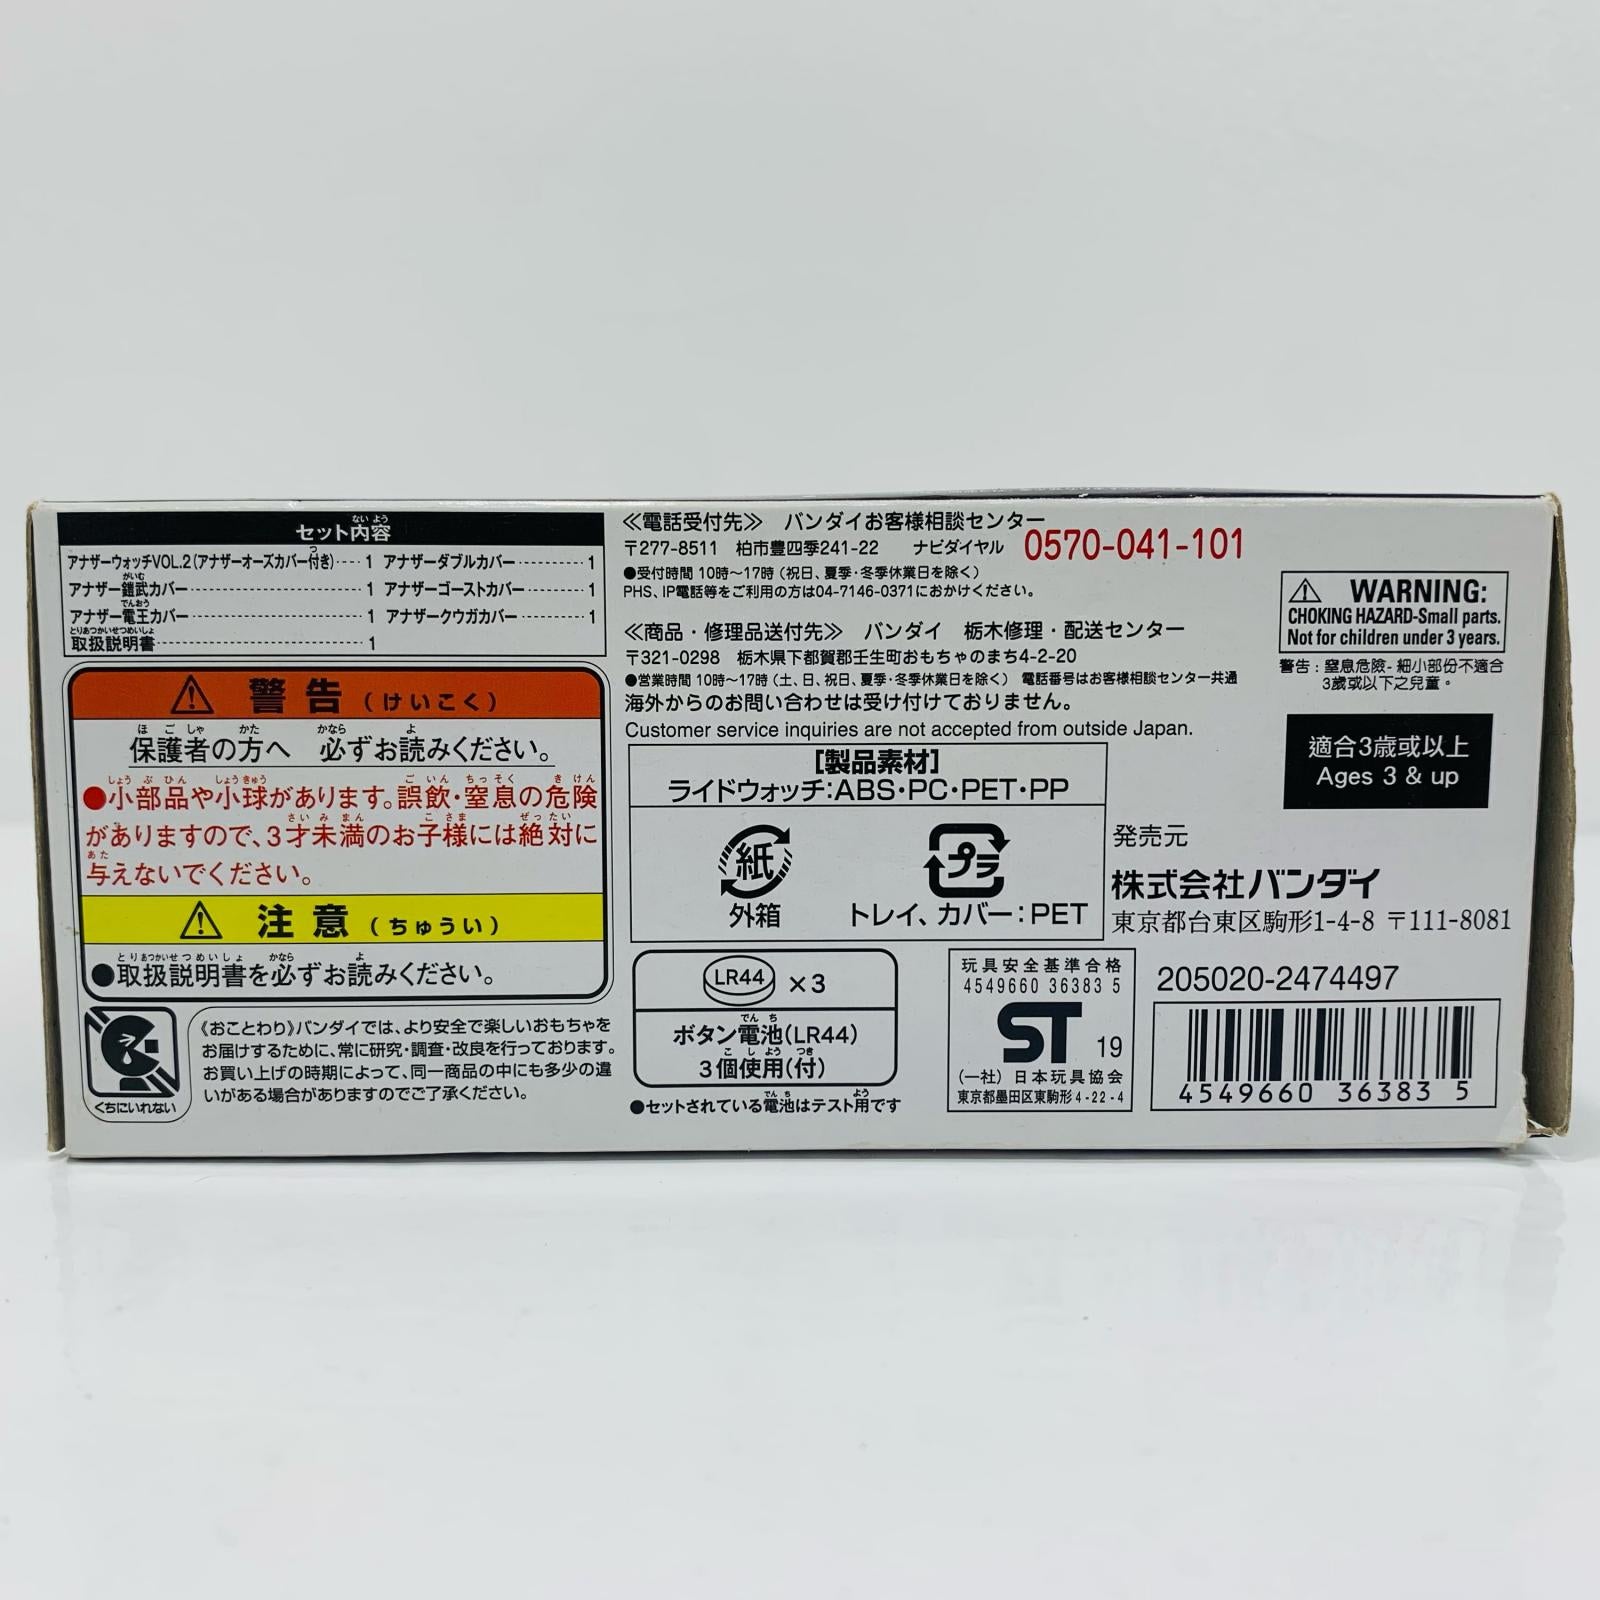 セット内容
アナザーウォッチVOL.2(アナザーオーズカバー付き)‥‥1
アナザーダブルカバー‥‥1
アナザー鎧武カバー‥‥1
アナザーゴーストカバー‥‥1
アナザー電王カバー‥‥1
アナザークウガカバー‥‥1
取扱説明書‥‥1
警告(けいこく)
保護者の方へ 必ずお読みください。
●小部品や小球があります。誤飲・窒息の危険
がありますので、3才未満のお子様には絶対に
与えないでください。
注意(ちゅうい)
●取扱説明書を必ずお読みください。
くちにいれない
《おことわり》バンダイでは、より安全で楽しいおもちゃを
お届けするために、常に研究・調査・改良を行っております。
お買い上げの時期によって、同一商品の中にも多少の違
いがある場合がありますのでご了承ください。
≪電話受付先≫ バンダイお客様相談センター
〒277-8511 柏市豊四季241-22 ナビダイヤル 0570-041-101
●受付時間 10時～17時(祝日、夏季・冬季休業日を除く)
PHS、IP電話等をご利用の方は04-7146-0371におかけください。
≪商品・修理品送付先≫ バンダイ 栃木修理・配送センター
〒321-0298 栃木県下都賀郡壬生町おもちゃのまち4-2-20
●営業時間 10時～17時(土、日、祝日、夏季・冬季休業日を除く) 電話番号はお客様相談センター共通
海外からのお問い合わせは受け付けておりません。
Customer service inquiries are not accepted from outside Japan.
[製品素材]
ライドウォッチ:ABS・PC・PET・PP
紙
外箱
プラ
トレイ、カバー:PET
LR44 ×3
ボタン電池(LR44)
3個使用(付)
●セットされている電池はテスト用です
WARNING:
CHOKING HAZARD-Small parts.
Not for children under 3 years.
警告:窒息危險-細小部份不適合
3歲或以下之兒童。
適合3歲或以上
Ages 3 & up
発売元
株式会社バンダイ
東京都台東区駒形1-4-8 〒111-8081
玩具安全基準合格
4549660 36383 5
ST 19
(一社)日本玩具協会
東京都墨田区東駒形4-22-4
205020-2474497
4549660 36383 5